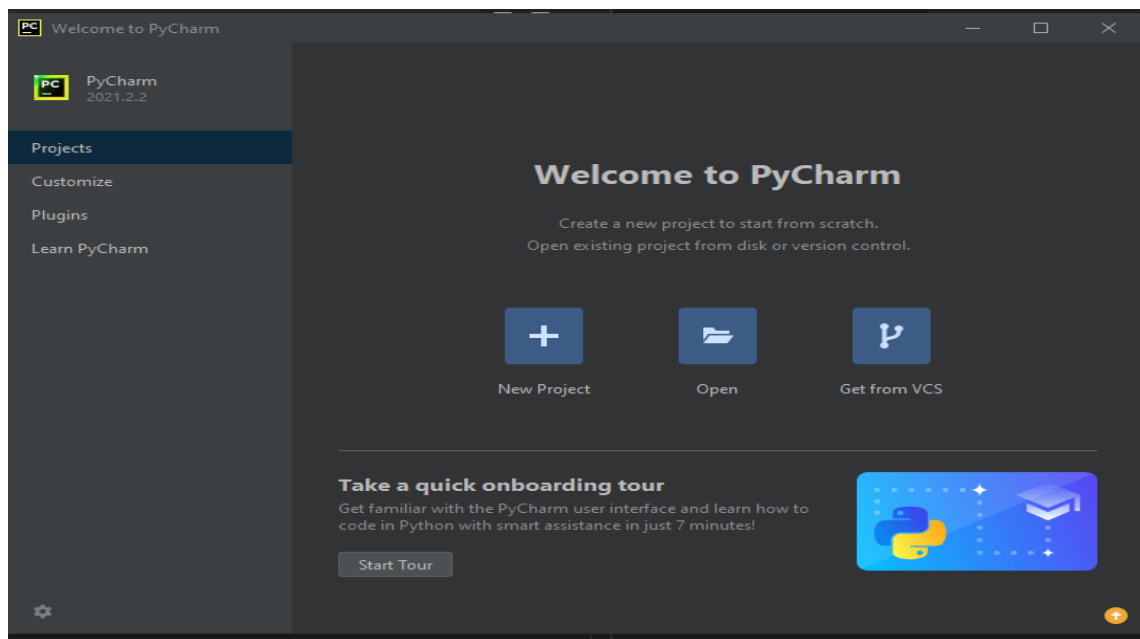 PC Welcome to PyCharm
PC PyCharm
2021.2.2
Projects
Customize
Plugins
Learn PyCharm
Welcome to PyCharm
Create a new project to start from scratch.
Open existing project from disk or version control.
New Project
Open
Get from VCS
Take a quick onboarding tour
Get familiar with the PyCharm user interface and learn how to
code in Python with smart assistance in just 7 minutes!
Start Tour